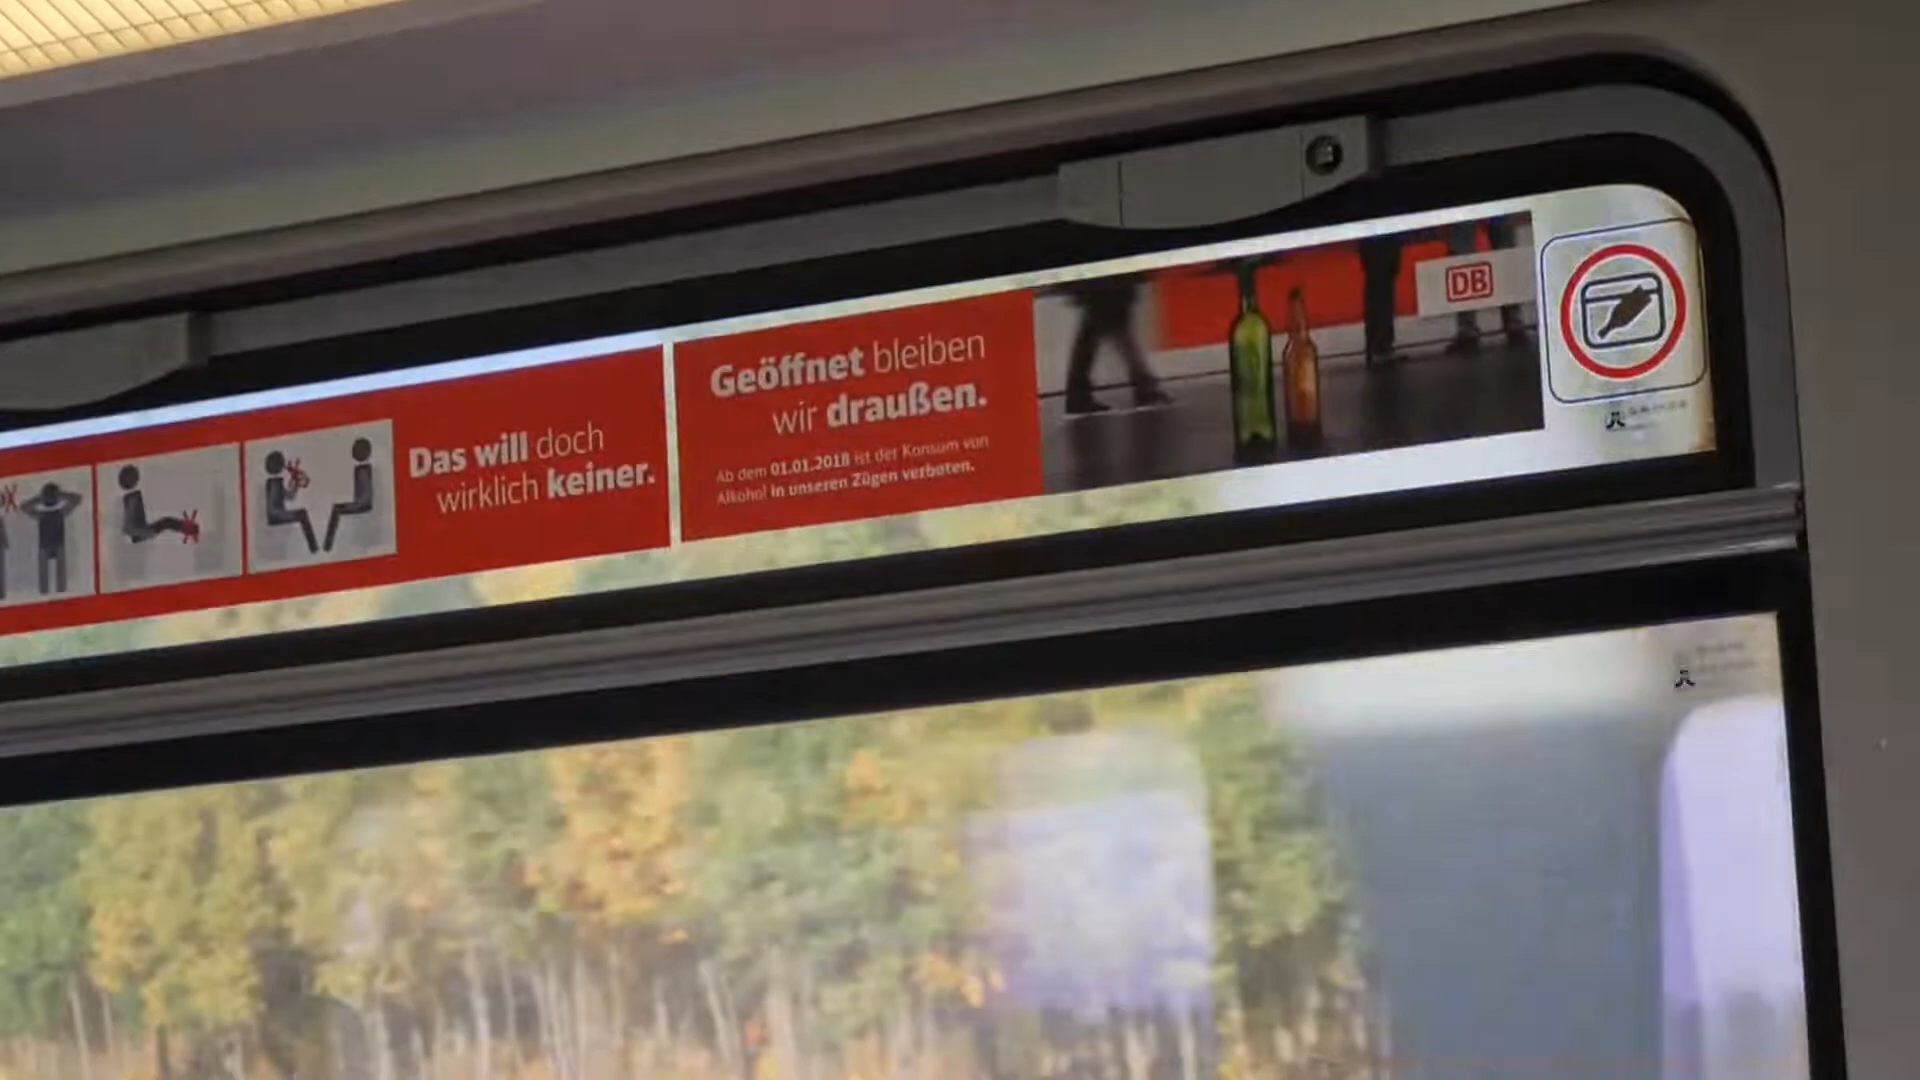 Das will doch
wirklich keiner.
Geöffnet bleiben
wir draußen.
Ab dem 01.01.2018 ist der Konsum von
Alkohol in unseren Zügen verboten.
DB